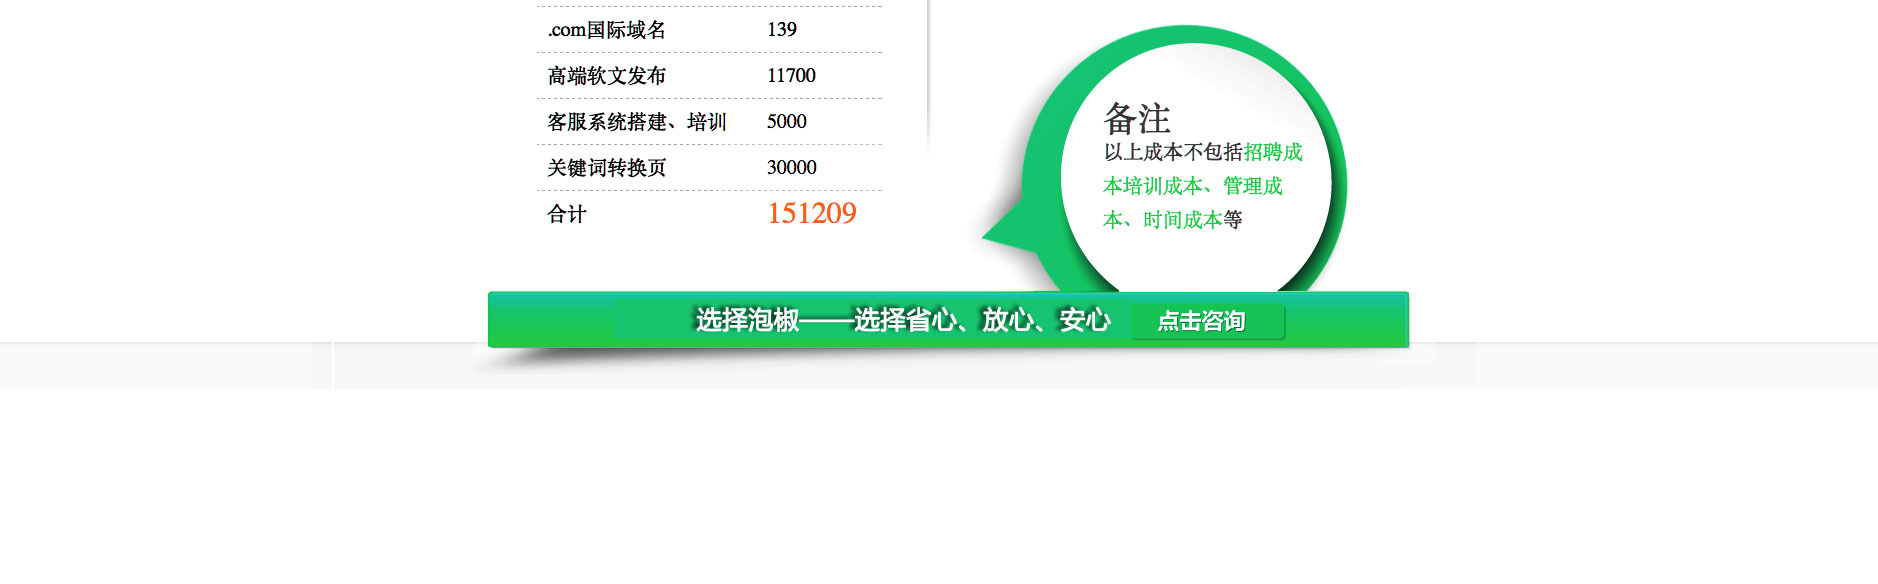 .com国际域名 139
高端软文发布 11700
客服系统搭建、培训 5000
关键词转换页 30000
合计 151209
备注
以上成本不包括招聘成
本培训成本、管理成
本、时间成本等
选择泡椒——选择省心、放心、安心 点击咨询